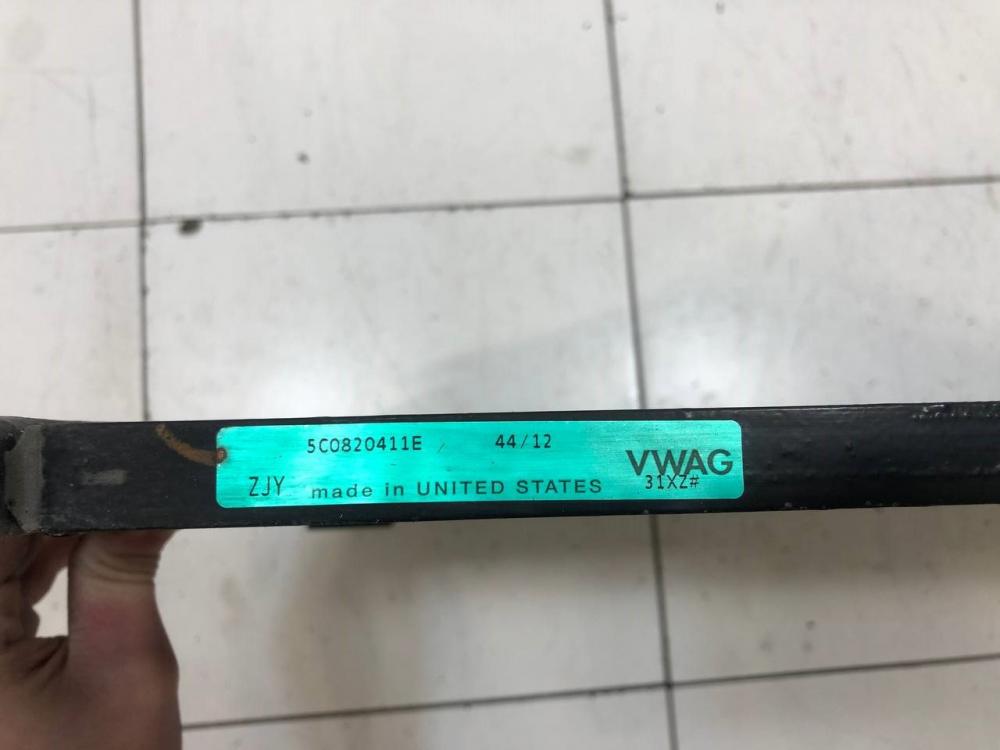 5C0820411E / 44/12
ZJY made in UNITED STATES
VWAG
31XZ#